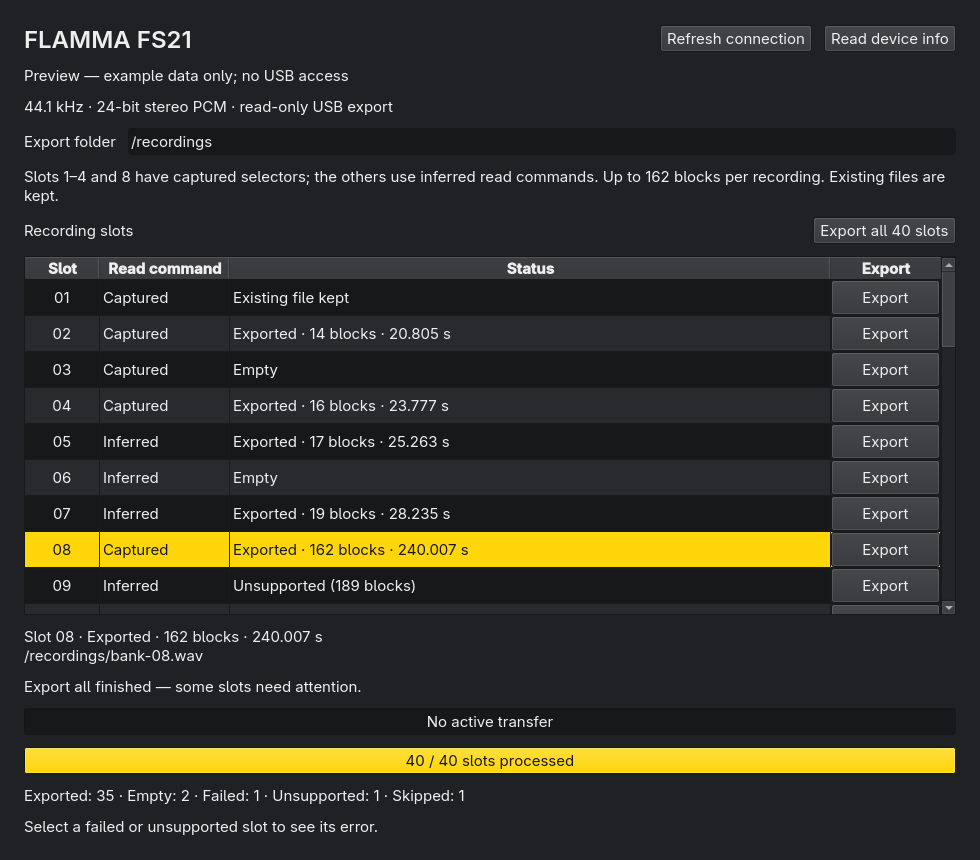 FLAMMA FS21
Refresh connection
Read device info
Preview — example data only; no USB access
44.1 kHz · 24-bit stereo PCM · read-only USB export
Export folder /recordings
Slots 1–4 and 8 have captured selectors; the others use inferred read commands. Up to 162 blocks per recording. Existing files are
kept.
Recording slots
Export all 40 slots
Slot Read command Status Export
01 Captured Existing file kept Export
02 Captured Exported · 14 blocks · 20.805 s Export
03 Captured Empty Export
04 Captured Exported · 16 blocks · 23.777 s Export
05 Inferred Exported · 17 blocks · 25.263 s Export
06 Inferred Empty Export
07 Inferred Exported · 19 blocks · 28.235 s Export
08 Captured Exported · 162 blocks · 240.007 s Export
09 Inferred Unsupported (189 blocks) Export
Slot 08 · Exported · 162 blocks · 240.007 s
/recordings/bank-08.wav
Export all finished — some slots need attention.
No active transfer
40 / 40 slots processed
Exported: 35 · Empty: 2 · Failed: 1 · Unsupported: 1 · Skipped: 1
Select a failed or unsupported slot to see its error.